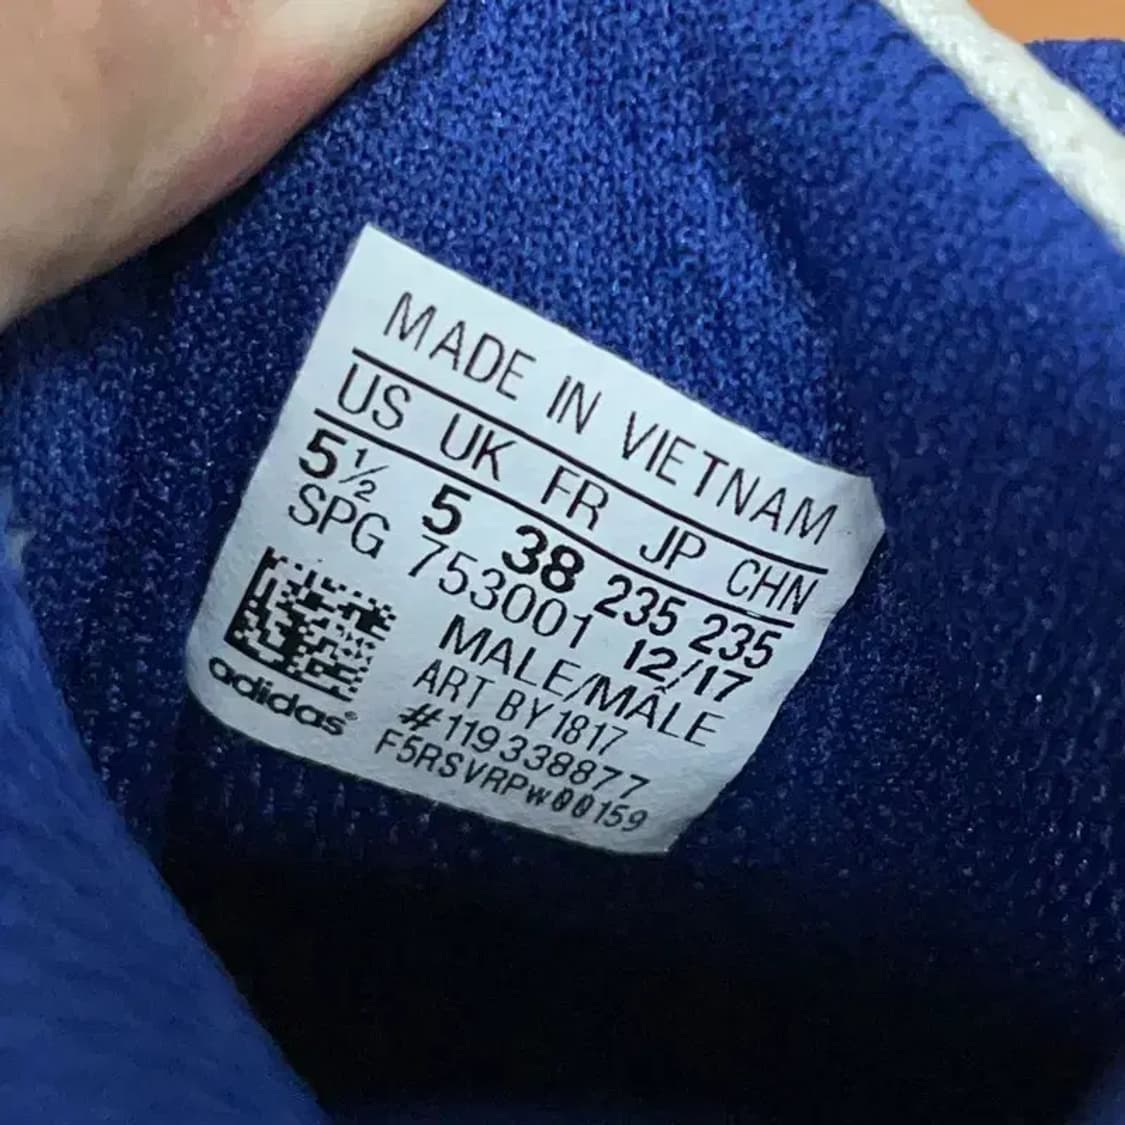 MADE IN VIETNAM
US UK FR JP CHN
5½ 5 38 235 235
SPG 753001 12/17
MALE/MÂLE
ART BY1817
#119338877
F5RSVRPW00159
adidas®